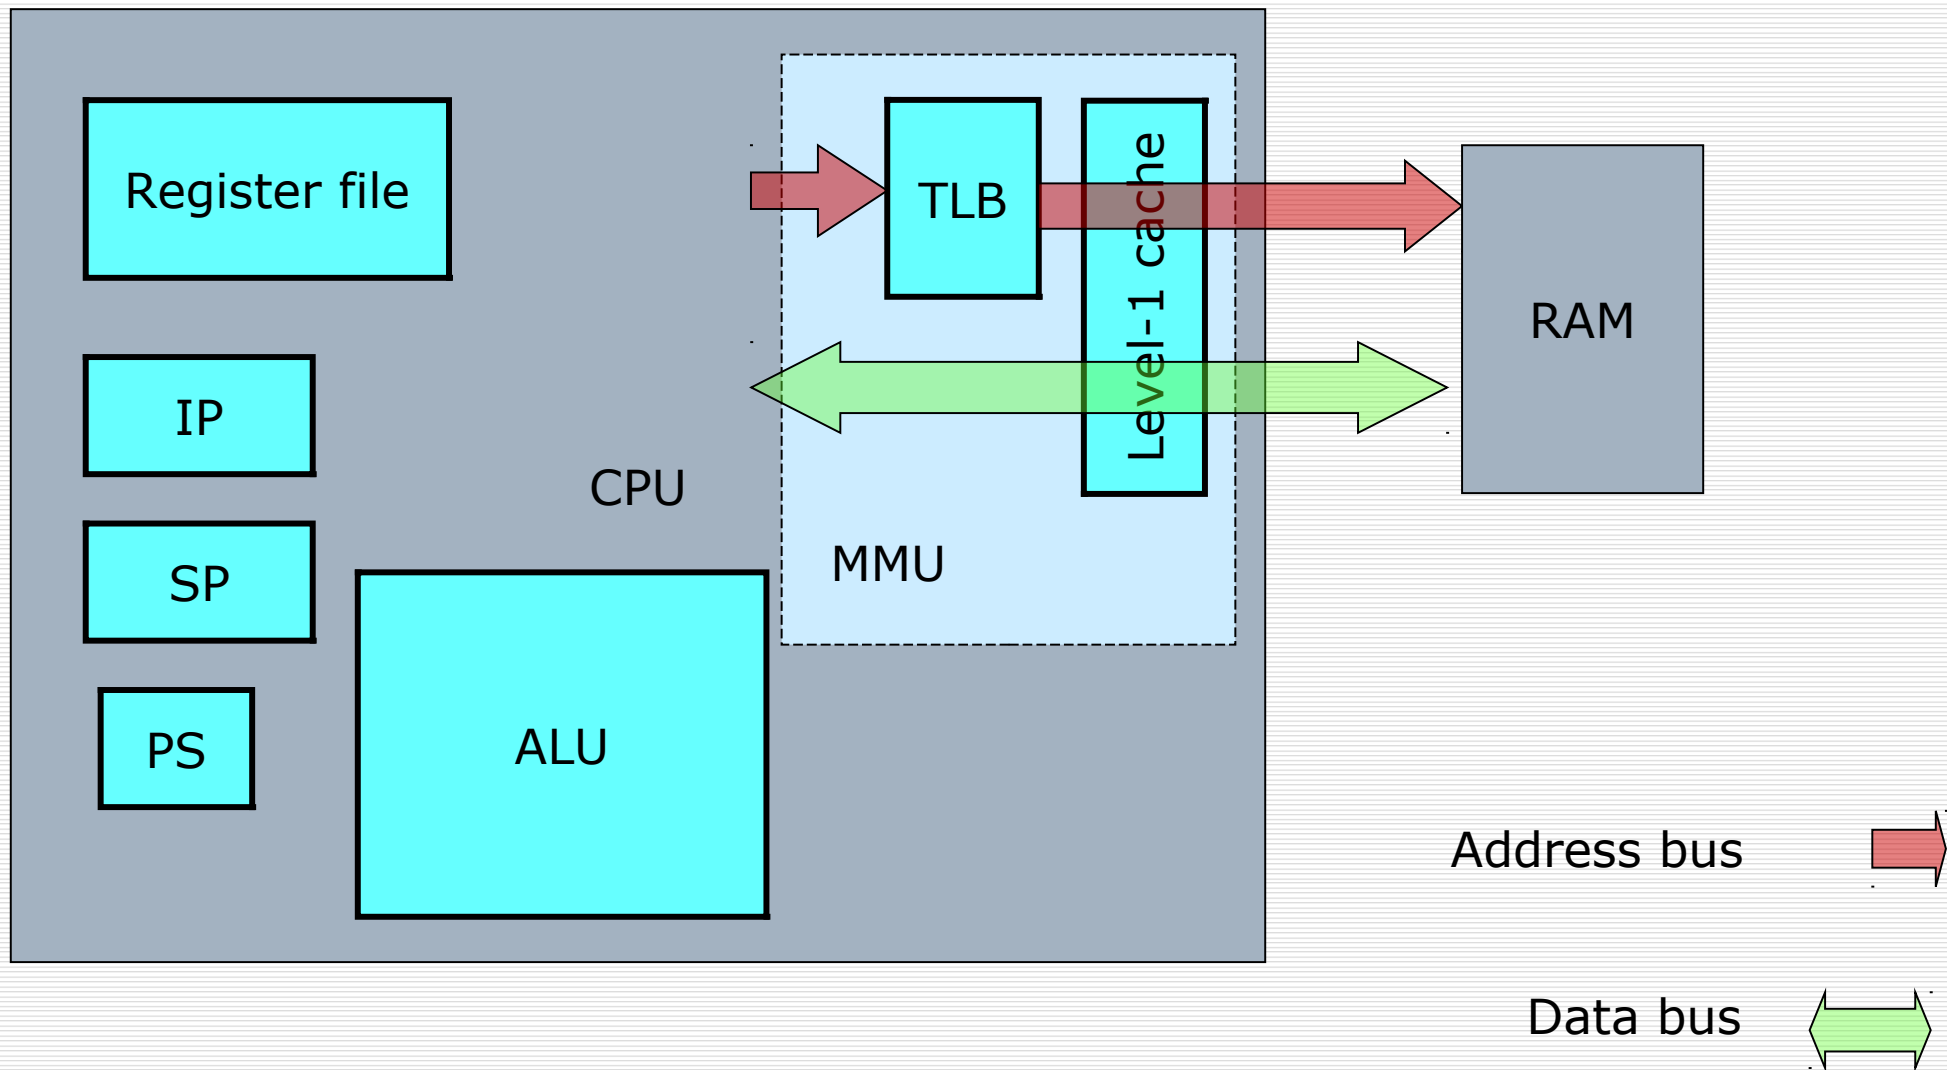 Register file
TLB
Level-1 cache
RAM
IP
CPU
SP
MMU
PS
ALU
Address bus
Data bus